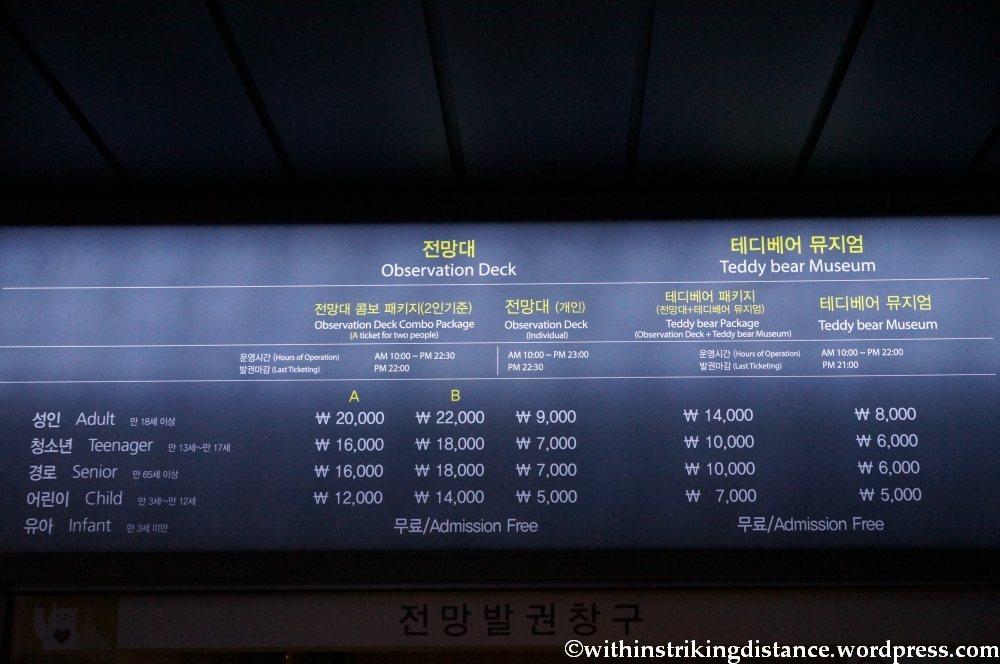 전망대
Observation Deck
테디베어 뮤지엄
Teddy bear Museum
전망대 콤보 패키지(2인기준)
Observation Deck Combo Package
(A ticket for two people)
전망대 (개인)
Observation Deck
(Individual)
테디베어 패키지
(전망대+테디베어 뮤지엄)
Teddy bear Package
(Observation Deck + Teddy bear Museum)
테디베어 뮤지엄
Teddy bear Museum
운영시간 (Hours of Operation) AM 10:00 ~ PM 22:30 AM 10:00 ~ PM 23:00 운영시간 (Hours of Operation) AM 10:00 ~ PM 22:00
발권마감 (Last Ticketing) PM 22:00 PM 22:30 발권마감 (Last Ticketing) PM 21:00
A B
성인 Adult 만 18세 이상 ₩ 20,000 ₩ 22,000 ₩ 9,000 ₩ 14,000 ₩ 8,000
청소년 Teenager 만 13세~만 17세 ₩ 16,000 ₩ 18,000 ₩ 7,000 ₩ 10,000 ₩ 6,000
경로 Senior 만 65세 이상 ₩ 16,000 ₩ 18,000 ₩ 7,000 ₩ 10,000 ₩ 6,000
어린이 Child 만 3세~만 12세 ₩ 12,000 ₩ 14,000 ₩ 5,000 ₩ 7,000 ₩ 5,000
유아 Infant 만 3세 미만 무료/Admission Free 무료/Admission Free
전망발권창구
©withinstrikingdistance.wordpress.com